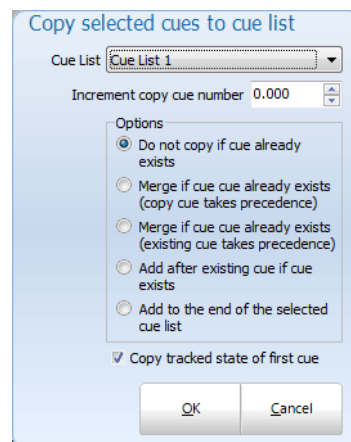 Copy selected cues to cue list
Cue List Cue List 1
Increment copy cue number 0.000
Options
Do not copy if cue already
exists
Merge if cue cue already exists
(copy cue takes precedence)
Merge if cue cue already exists
(existing cue takes precedence)
Add after existing cue if cue
exists
Add to the end of the selected
cue list
Copy tracked state of first cue
OK Cancel